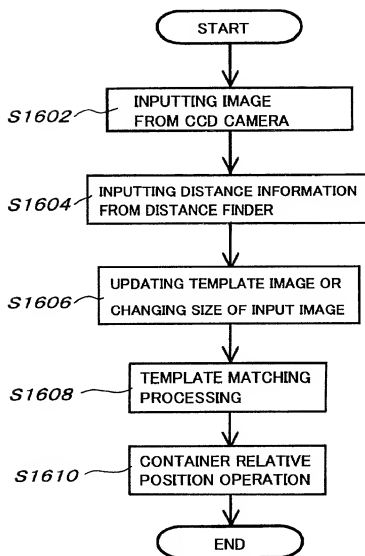 START
S1602
INPUTTING IMAGE
FROM CCD CAMERA
S1604
INPUTTING DISTANCE INFORMATION
FROM DISTANCE FINDER
S1606
UPDATING TEMPLATE IMAGE OR
CHANGING SIZE OF INPUT IMAGE
S1608
TEMPLATE MATCHING
PROCESSING
S1610
CONTAINER RELATIVE
POSITION OPERATION
END